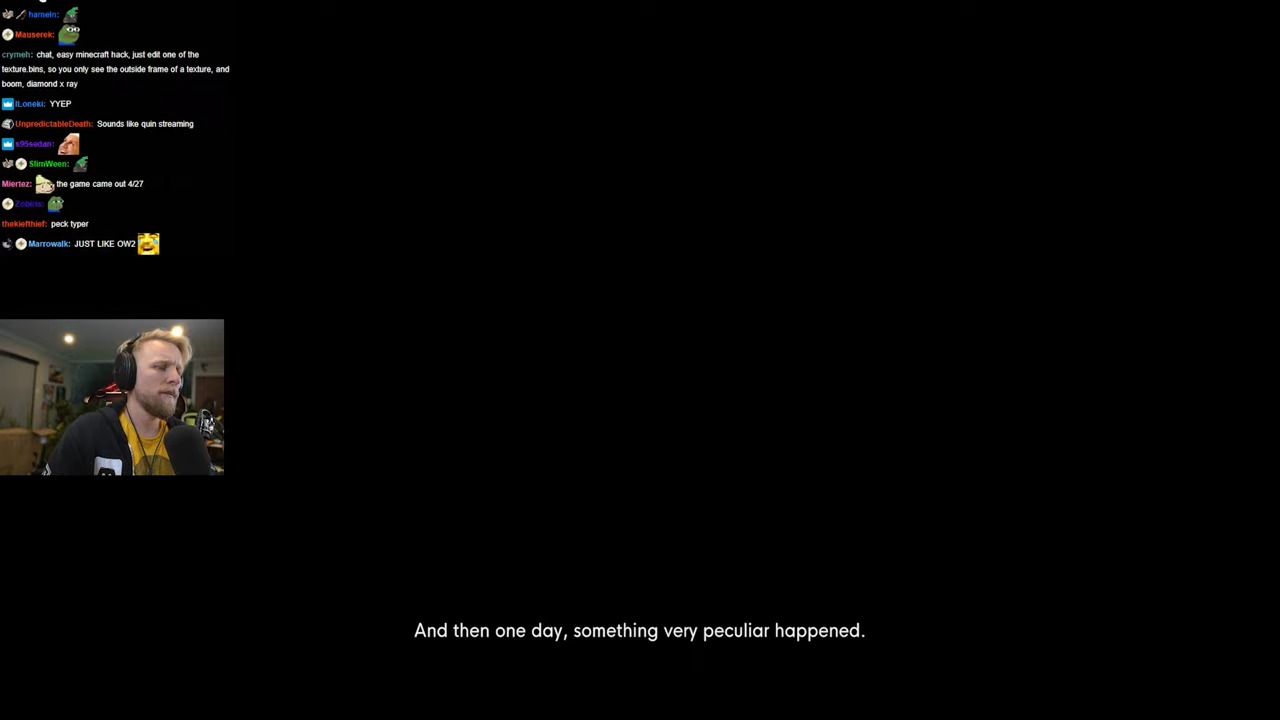 hameln:
Mauserek:
crymeh: chat, easy minecraft hack, just edit one of the
texture.bins, so you only see the outside frame of a texture, and
boom, diamond x ray
ILoneki: YYEP
UnpredictableDeath: Sounds like quin streaming
s95sedan:
SlimWeen:
Miertez: the game came out 4/27
Zobiris:
thekiefthief: peck typer
Marrowalk: JUST LIKE OW2
And then one day, something very peculiar happened.